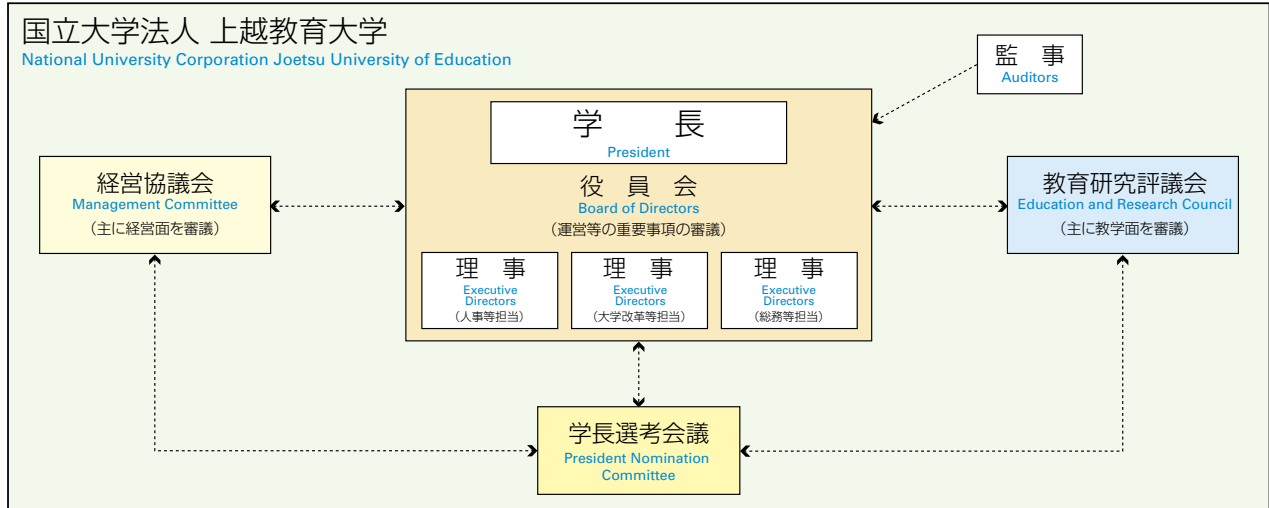 国立大学法人 上越教育大学
National University Corporation Joetsu University of Education
監　事
Auditors
学　　長
President
役　員　会
Board of Directors
（運営等の重要事項の審議）
理　事
Executive
Directors
（人事等担当）
理　事
Executive
Directors
（大学改革等担当）
理　事
Executive
Directors
（総務等担当）
経営協議会
Management Committee
（主に経営面を審議）
教育研究評議会
Education and Research Council
（主に教学面を審議）
学長選考会議
President Nomination
Committee